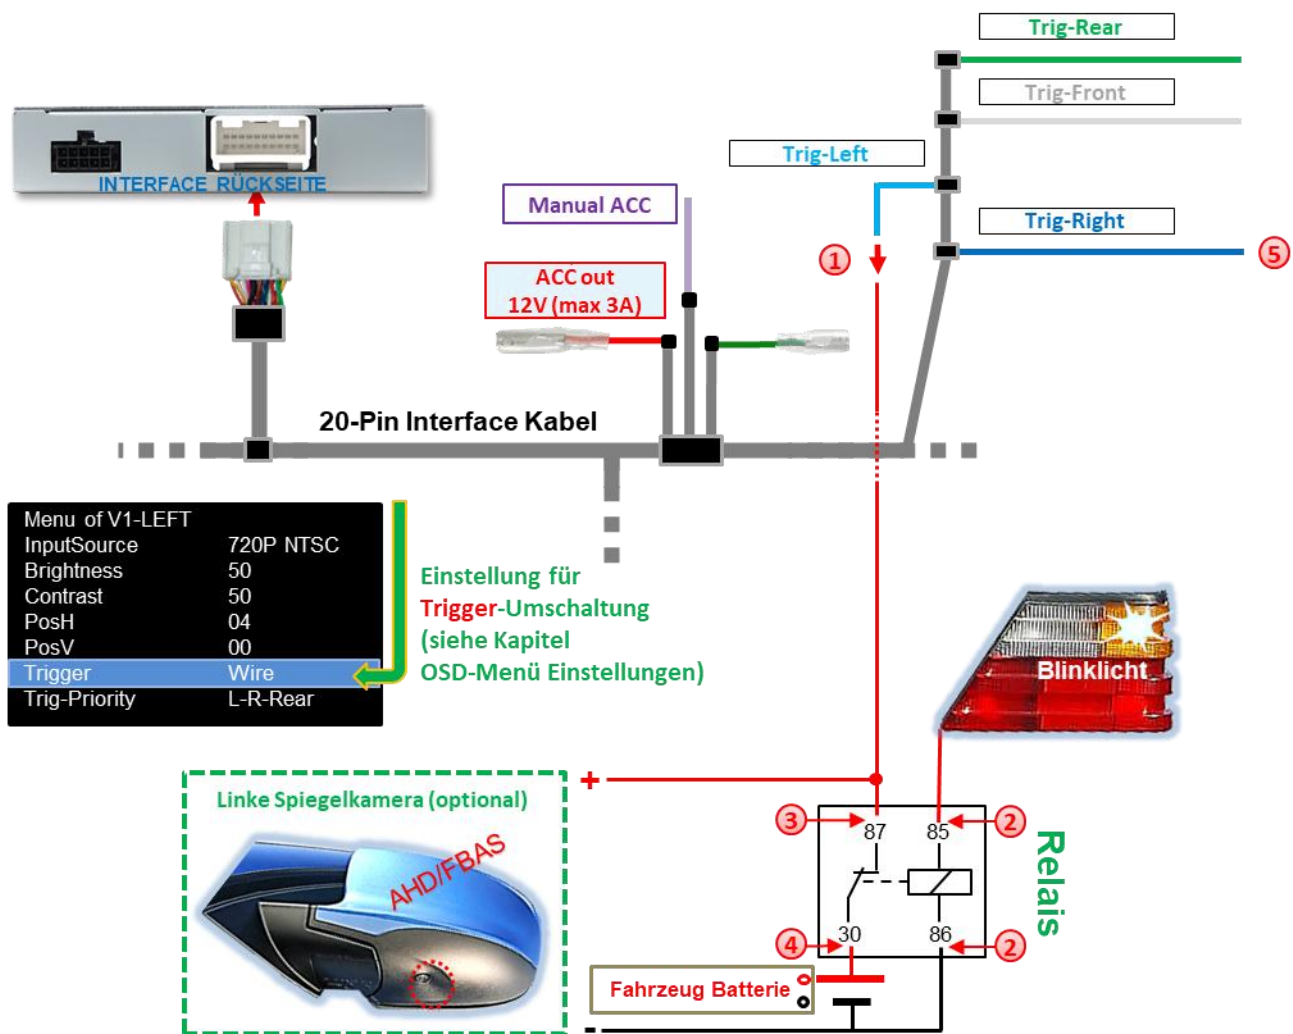 Trig-Rear
Trig-Front
Trig-Left
INTERFACE RÜCKSEITE
Manual ACC
Trig-Right
1
5
ACC out
12V (max 3A)
20-Pin Interface Kabel
Menu of V1-LEFT
InputSource 720P NTSC
Brightness 50
Contrast 50
PosH 04
PosV 00
Trigger Wire
Trig-Priority L-R-Rear
Einstellung für
Trigger-Umschaltung
(siehe Kapitel
OSD-Menü Einstellungen)
Blinklicht
+
Linke Spiegelkamera (optional)
AHD/FBAS
3
2
87
85
Relais
30
86
4
2
Fahrzeug Batterie
-